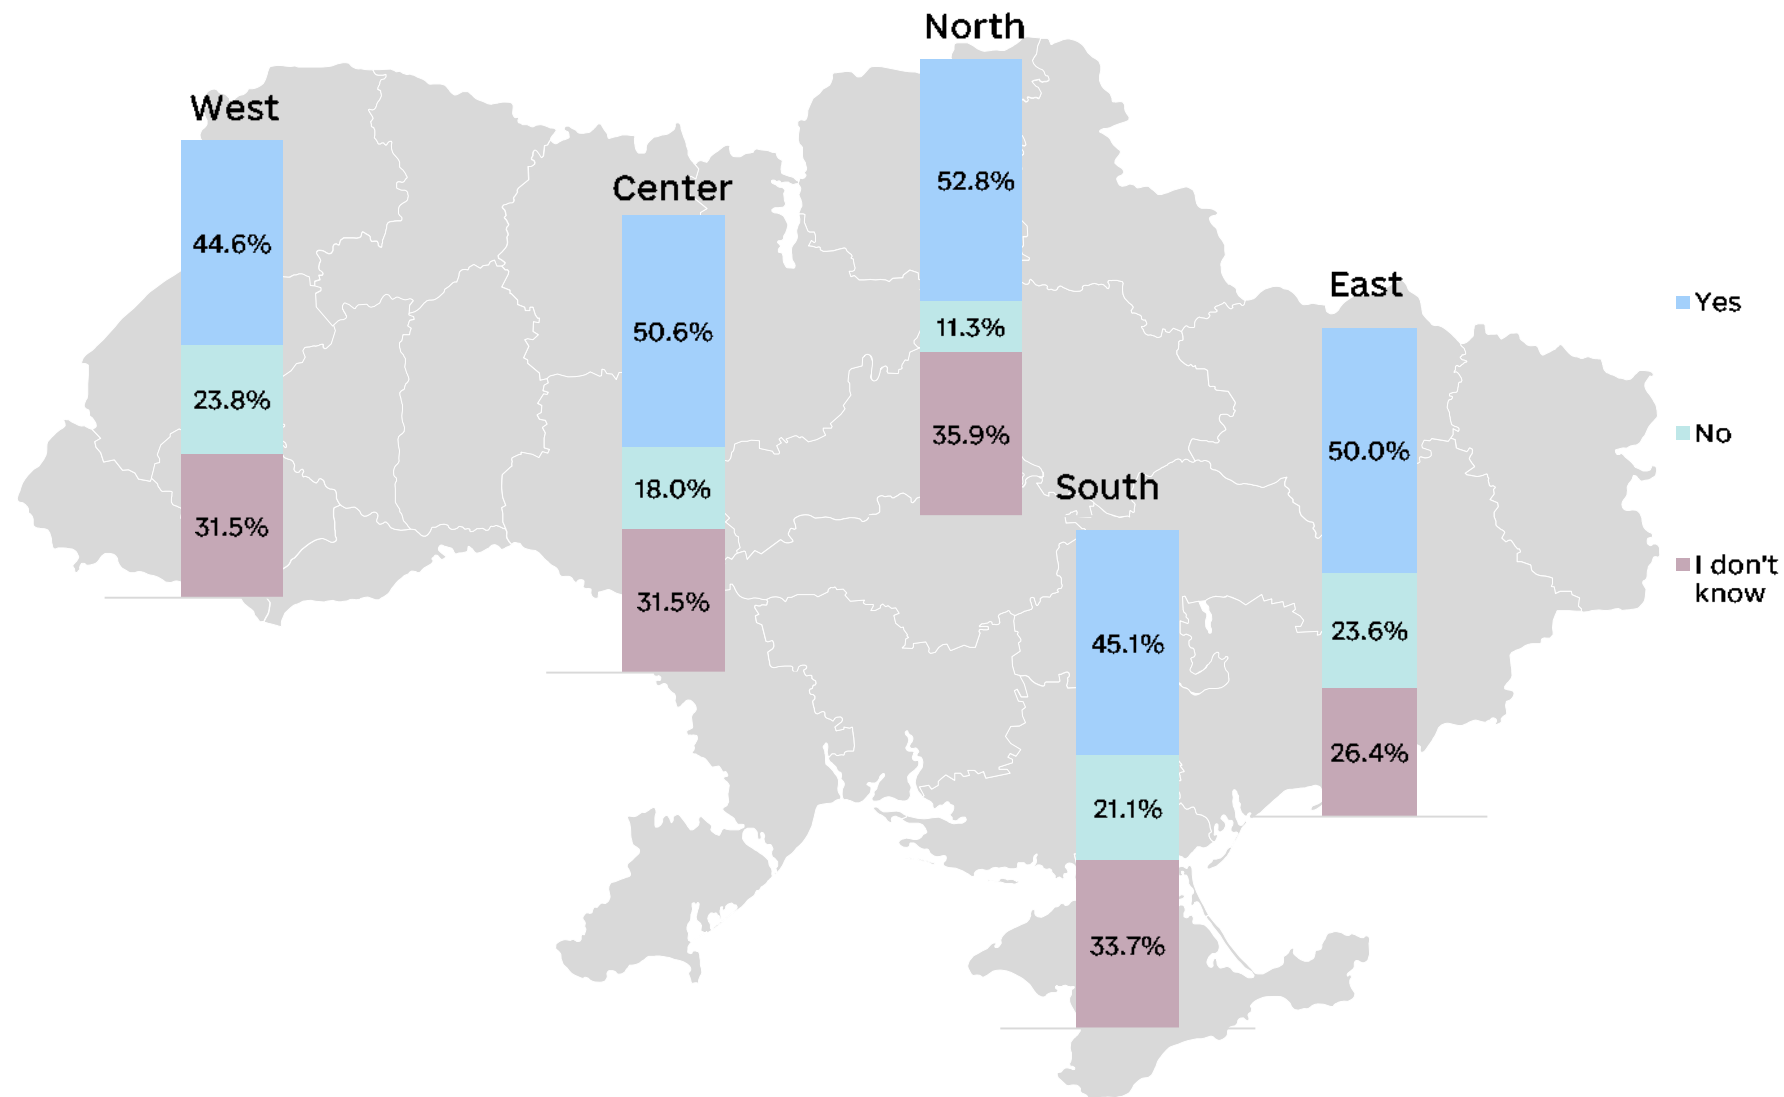 North
52.8%
11.3%
35.9%
West
44.6%
23.8%
31.5%
Center
50.6%
18.0%
31.5%
East
50.0%
23.6%
26.4%
South
45.1%
21.1%
33.7%
Yes
No
I don't
know